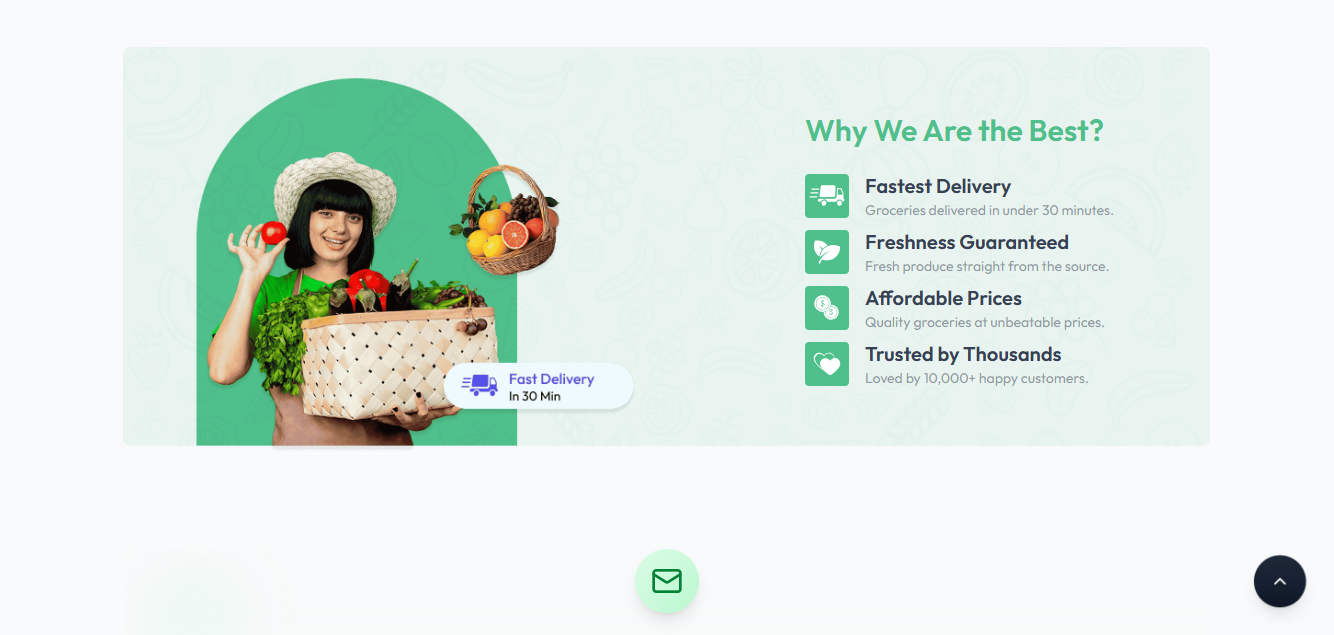 Why We Are the Best?
Fastest Delivery
Groceries delivered in under 30 minutes.
Freshness Guaranteed
Fresh produce straight from the source.
Affordable Prices
Quality groceries at unbeatable prices.
Trusted by Thousands
Loved by 10,000+ happy customers.
Fast Delivery
In 30 Min